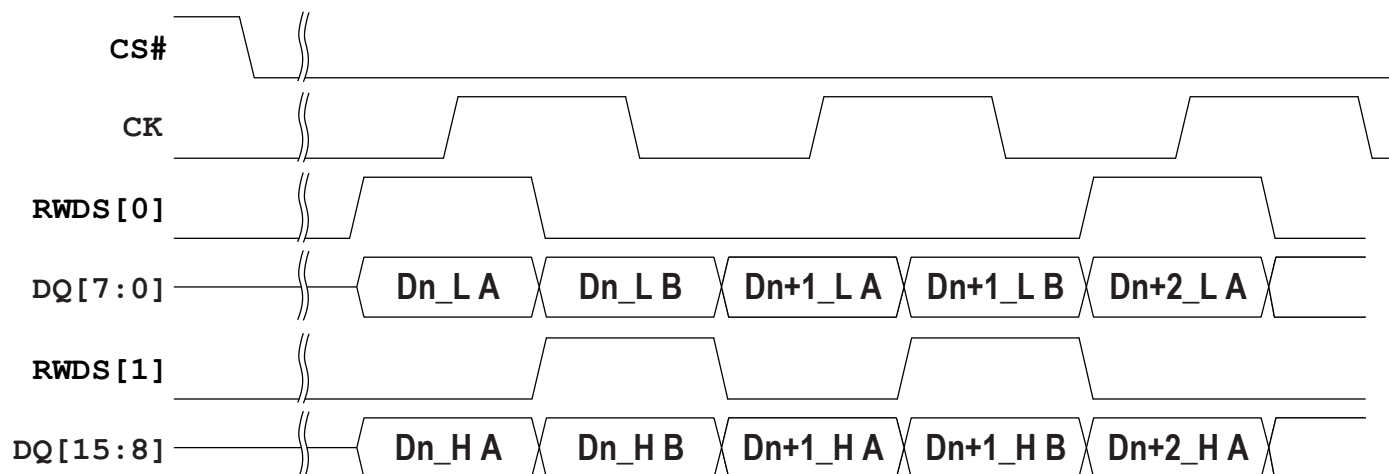 CS#
CK
RWDS[0]
DQ[7:0] Dn_L A Dn_L B Dn+1_L A Dn+1_L B Dn+2_L A
RWDS[1]
DQ[15:8] Dn_H A Dn_H B Dn+1_H A Dn+1_H B Dn+2_H A